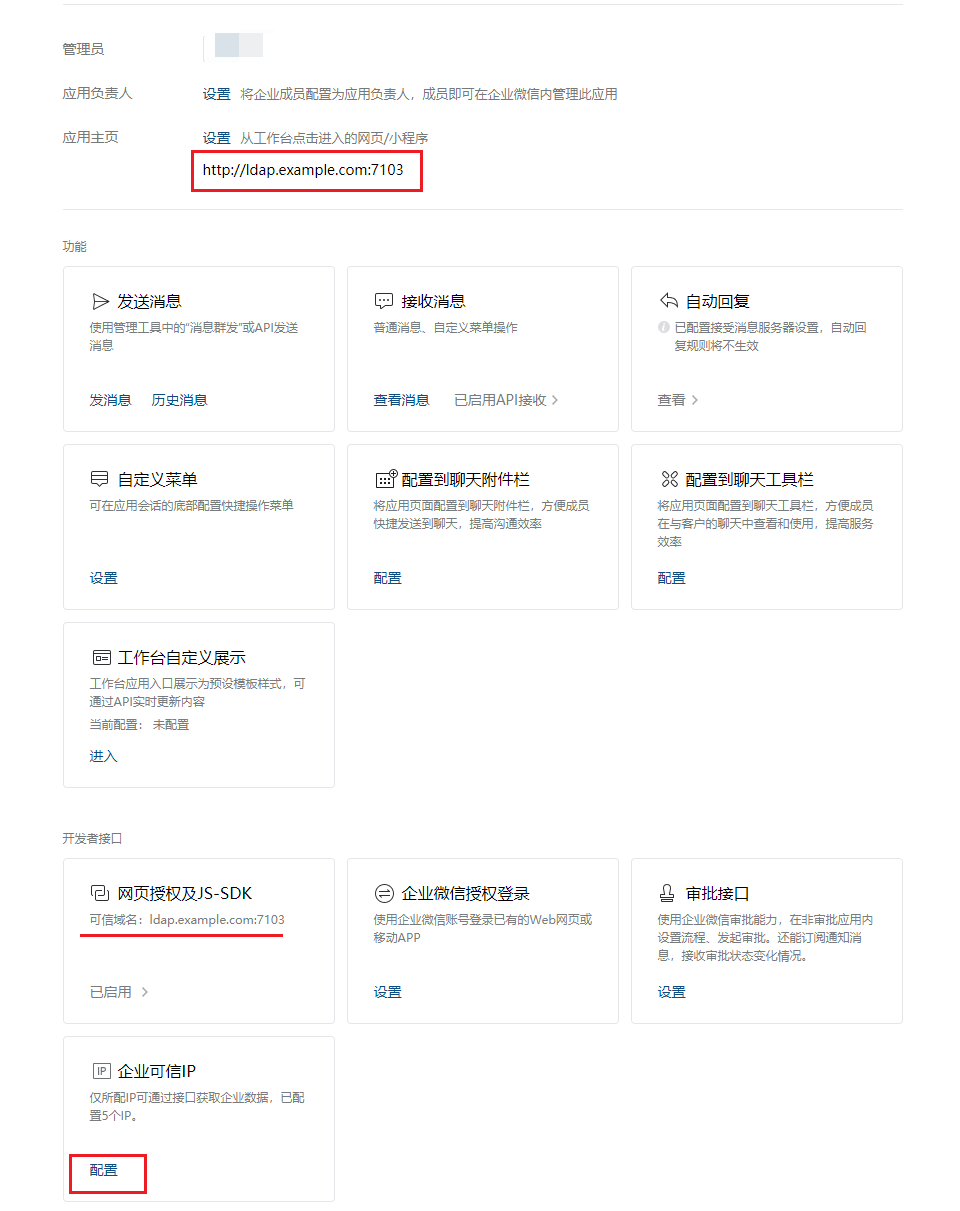 管理员
应用负责人 设置 将企业成员配置为应用负责人，成员即可在企业微信内管理此应用
应用主页 设置 从工作台点击进入的网页/小程序
http://ldap.example.com:7103
功能
发送消息
使用管理工具中的“消息群发”或API发送
消息
发消息 历史消息
接收消息
普通消息、自定义菜单操作
查看消息 已启用API接收
自动回复
已配置接受消息服务器设置，自动回
复规则将不生效
查看
自定义菜单
可在应用会话的底部配置快捷操作菜单
设置
配置到聊天附件栏
将应用页面配置到聊天附件栏，方便成员
快捷发送到聊天，提高沟通效率
配置
配置到聊天工具栏
将应用页面配置到聊天工具栏，方便成员
在与客户的聊天中查看和使用，提高服务
效率
配置
工作台自定义展示
工作台应用入口展示为预设模板样式，可
通过API实时更新内容
当前配置： 未配置
进入
开发者接口
网页授权及JS-SDK
可信域名：ldap.example.com:7103
已启用
企业微信授权登录
使用企业微信账号登录已有的Web网页或
移动APP
设置
审批接口
使用企业微信审批能力，在非审批应用内
设置流程、发起审批。还能订阅通知消
息，接收审批状态变化情况。
设置
IP 企业可信IP
仅所配IP可通过接口获取企业数据，已配
置5个IP。
配置